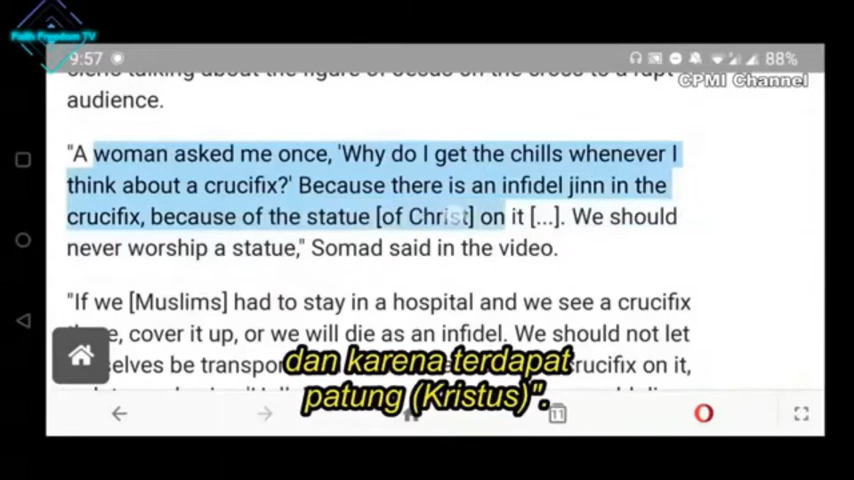 Faith Freedom TV
9:57
88%
CPMI Channel
audience.
"A woman asked me once, 'Why do I get the chills whenever I
think about a crucifix?' Because there is an infidel jinn in the
crucifix, because of the statue [of Christ] on it [...]. We should
never worship a statue," Somad said in the video.
"If we [Muslims] had to stay in a hospital and we see a crucifix
cover it up, or we will die as an infidel. We should not let
selves be
crucifix on it,
dan karena terdapat
patung (Kristus)".
11